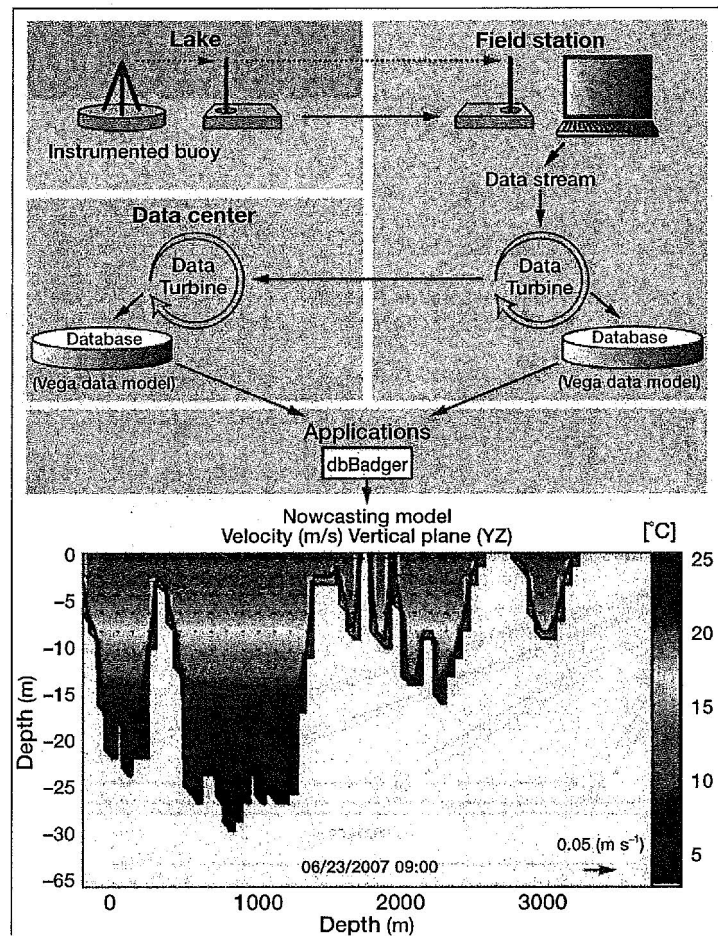 Lake
Field station
Instrumented buoy
Data stream
Data center
Data
Turbine
Data
Turbine
Database
(Vega data model)
Database
(Vega data model)
Applications
dbBadger
Nowcasting model
Velocity (m/s) Vertical plane (YZ)
[°C]
0
-5
-10
-15
-20
-25
-30
-65
Depth (m)
25
20
15
10
5
0.05 (m s⁻¹)
06/23/2007 09:00
0 1000 2000 3000
Depth (m)